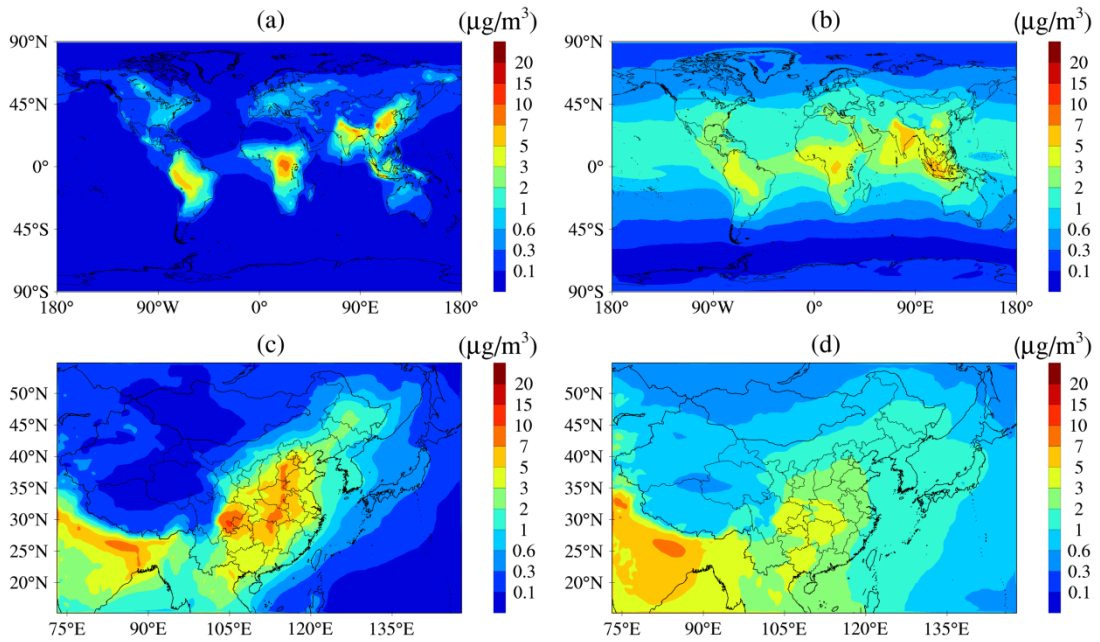 (a) (μg/m³) (b) (μg/m³)
90°N 20 90°N 20
15 15
10 10
45°N 7 45°N 7
5 5
0° 3 0° 3
2 2
1 1
45°S 0.6 45°S 0.6
0.3 0.3
0.1 0.1
90°S 90°S
180° 90°W 0° 90°E 180° 180° 90°W 0° 90°E 180°
(c) (μg/m³) (d) (μg/m³)
50°N 20 50°N 20
45°N 15 45°N 15
10 10
40°N 7 40°N 7
5 5
35°N 3 35°N 3
30°N 2 30°N 2
1 1
25°N 0.6 25°N 0.6
20°N 0.3 20°N 0.3
0.1 0.1
75°E 90°E 105°E 120°E 135°E 75°E 90°E 105°E 120°E 135°E